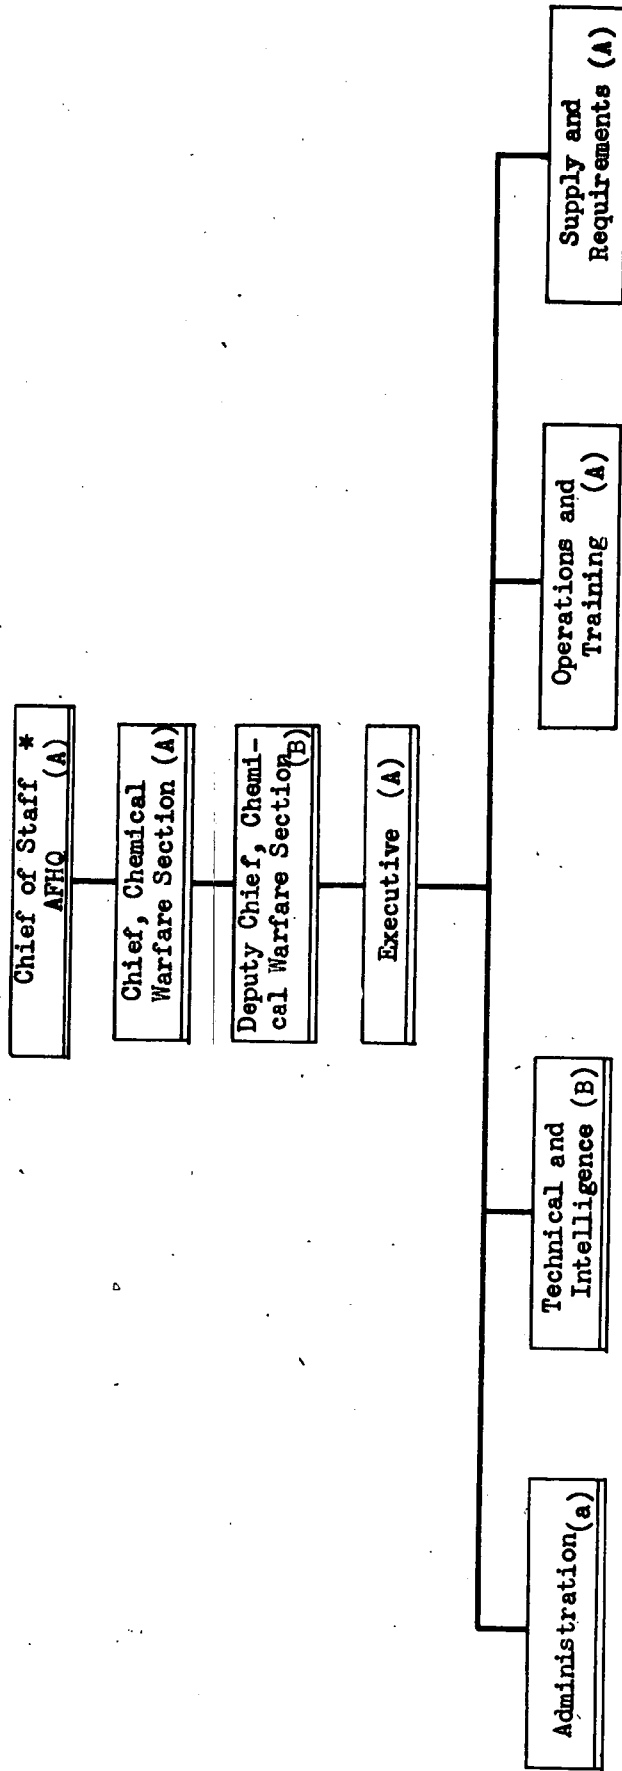 Chief of Staff *
AFHQ (A)
Chief, Chemical
Warfare Section (A)
Deputy Chief, Chemi-
cal Warfare Section (B)
Executive (A)
Administration (a)
Technical and
Intelligence (B)
Operations and
Training (A)
Supply and
Requirements (A)